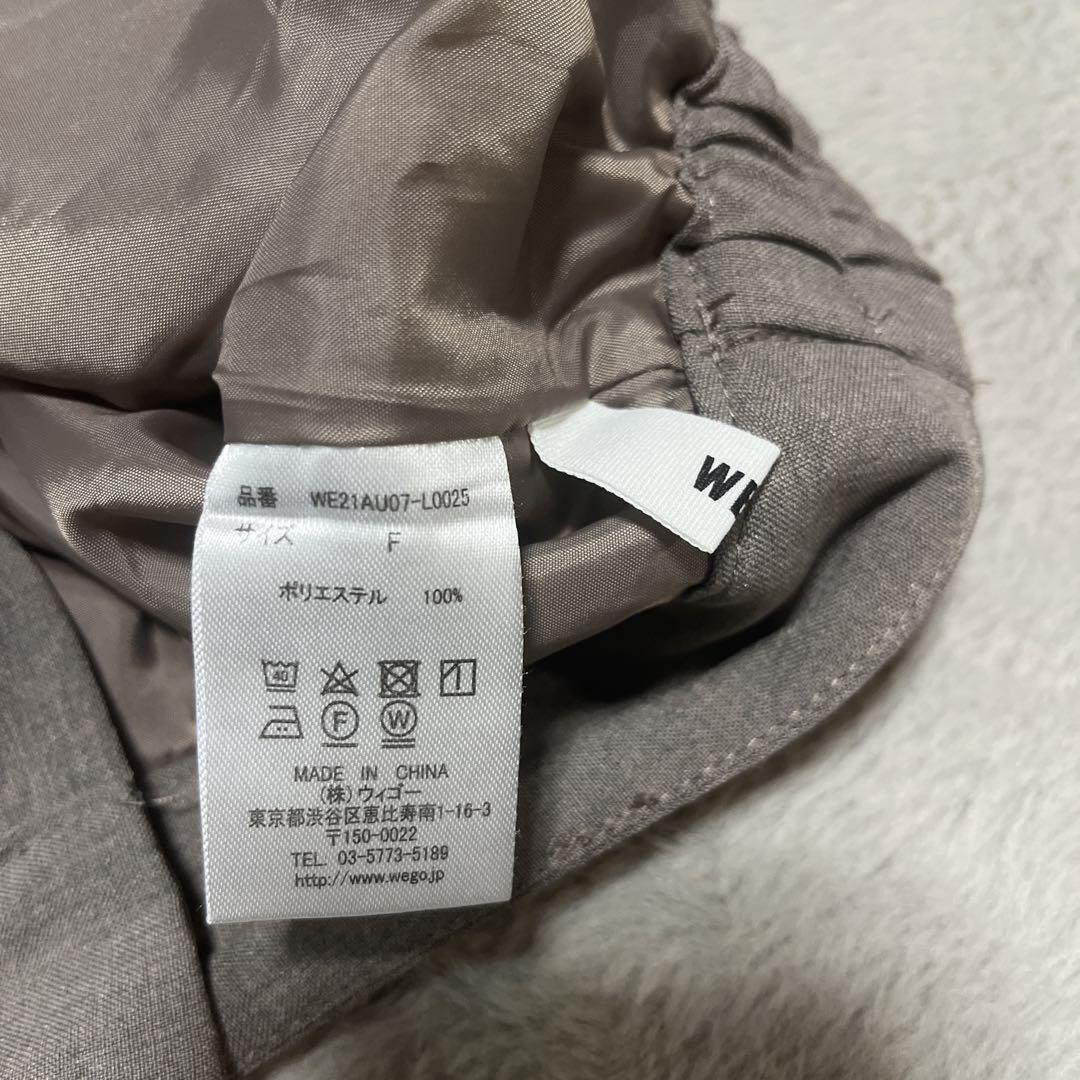 品番 WE21AU07-L0025
サイズ F
ポリエステル 100%
40
F W
MADE IN CHINA
(株)ウィゴー
東京都渋谷区恵比寿南1-16-3
〒150-0022
TEL. 03-5773-5189
http://www.wego.jp
WE